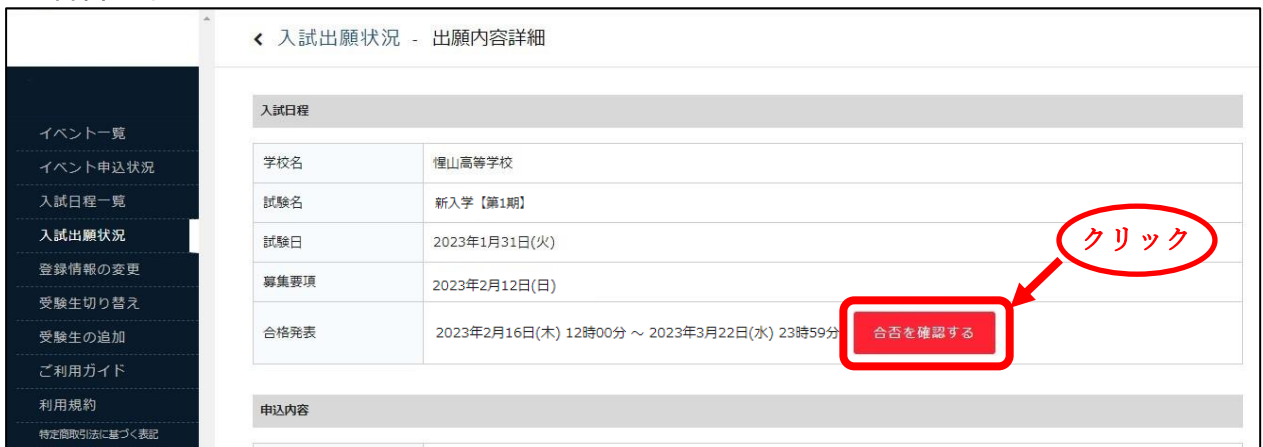 入試出願状況 - 出願内容詳細
イベント一覧
イベント申込状況
入試日程一覧
入試出願状況
登録情報の変更
受験生切り替え
受験生の追加
ご利用ガイド
利用規約
特定商取引法に基づく表記
入試日程
学校名 惺山高等学校
試験名 新入学【第1期】
試験日 2023年1月31日(火)
募集要項 2023年2月12日(日)
合格発表 2023年2月16日(木) 12時00分 ～ 2023年3月22日(水) 23時59分 合否を確認する
クリック
申込内容